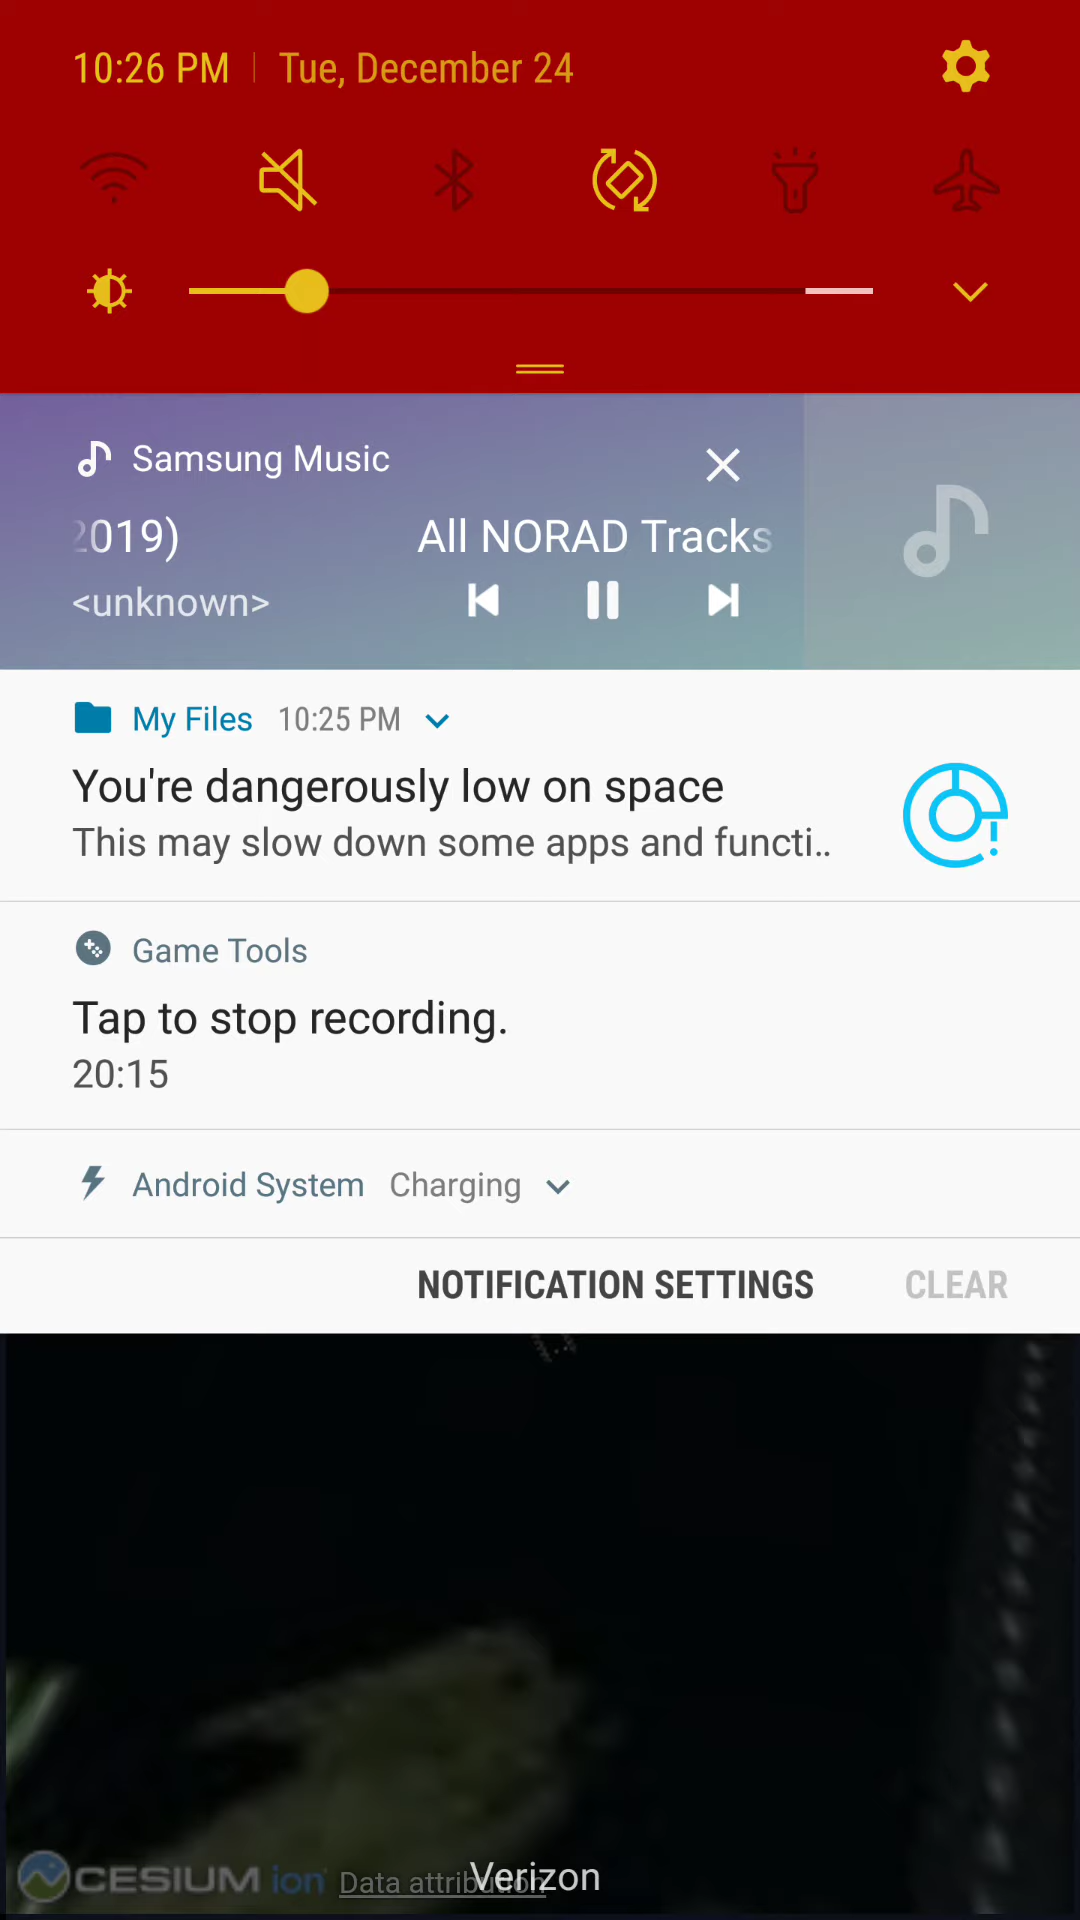 10:26 PM Tue, December 24
Samsung Music
2019) All NORAD Tracks
<unknown>
My Files 10:25 PM
You're dangerously low on space
This may slow down some apps and functi..
Game Tools
Tap to stop recording.
20:15
Android System Charging
NOTIFICATION SETTINGS CLEAR
CESIUM ion Data attribution
Verizon